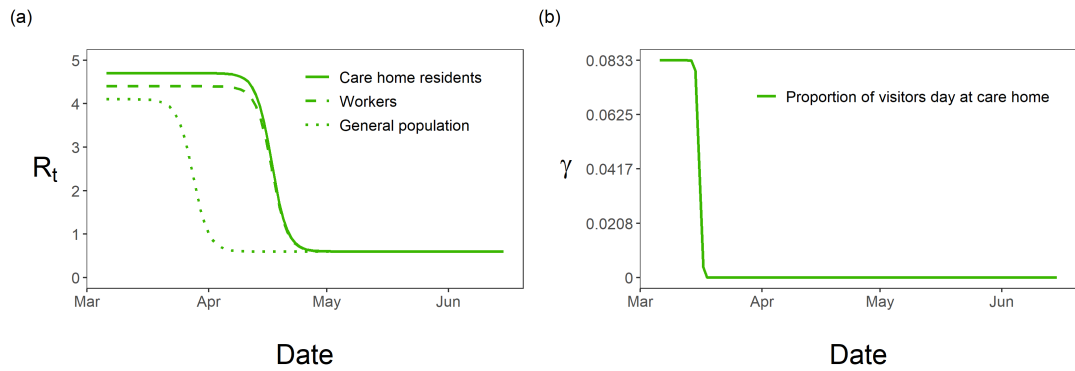 (a)
5
4
3
2
1
0
R_t
Care home residents
Workers
General population
Mar
Apr
May
Jun
Date
(b)
0.0833
0.0625
0.0417
0.0208
0
γ
Proportion of visitors day at care home
Mar
Apr
May
Jun
Date